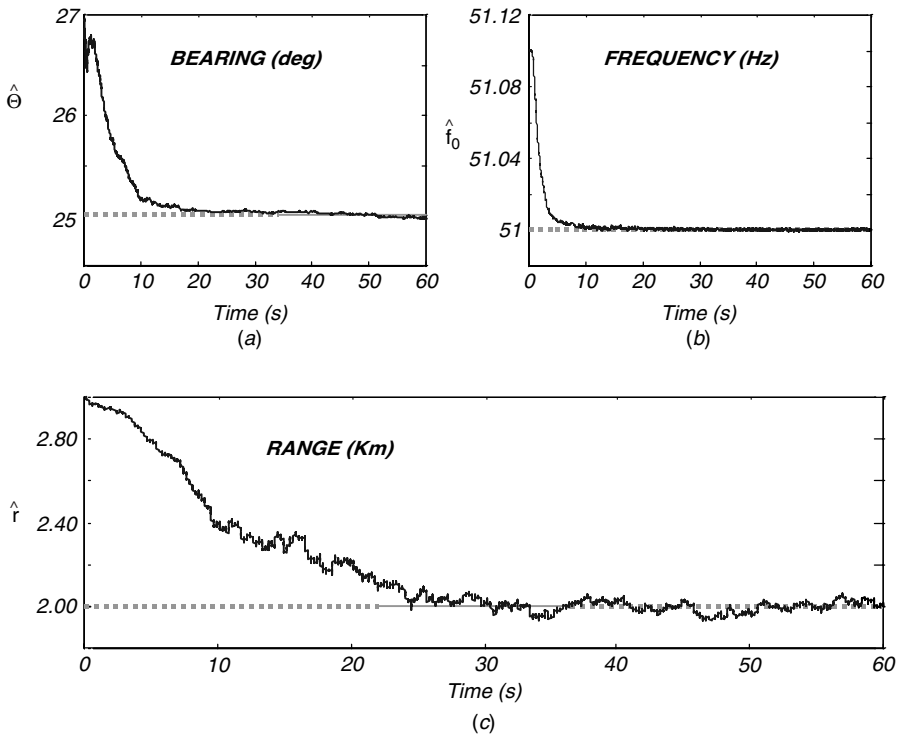 27
26
25
Θ̂
BEARING (deg)
0 10 20 30 40 50 60
Time (s)
(a)
51.12
51.08
51.04
51
f̂0
FREQUENCY (Hz)
0 10 20 30 40 50 60
Time (s)
(b)
2.80
2.40
2.00
r̂
RANGE (Km)
0 10 20 30 40 50 60
Time (s)
(c)